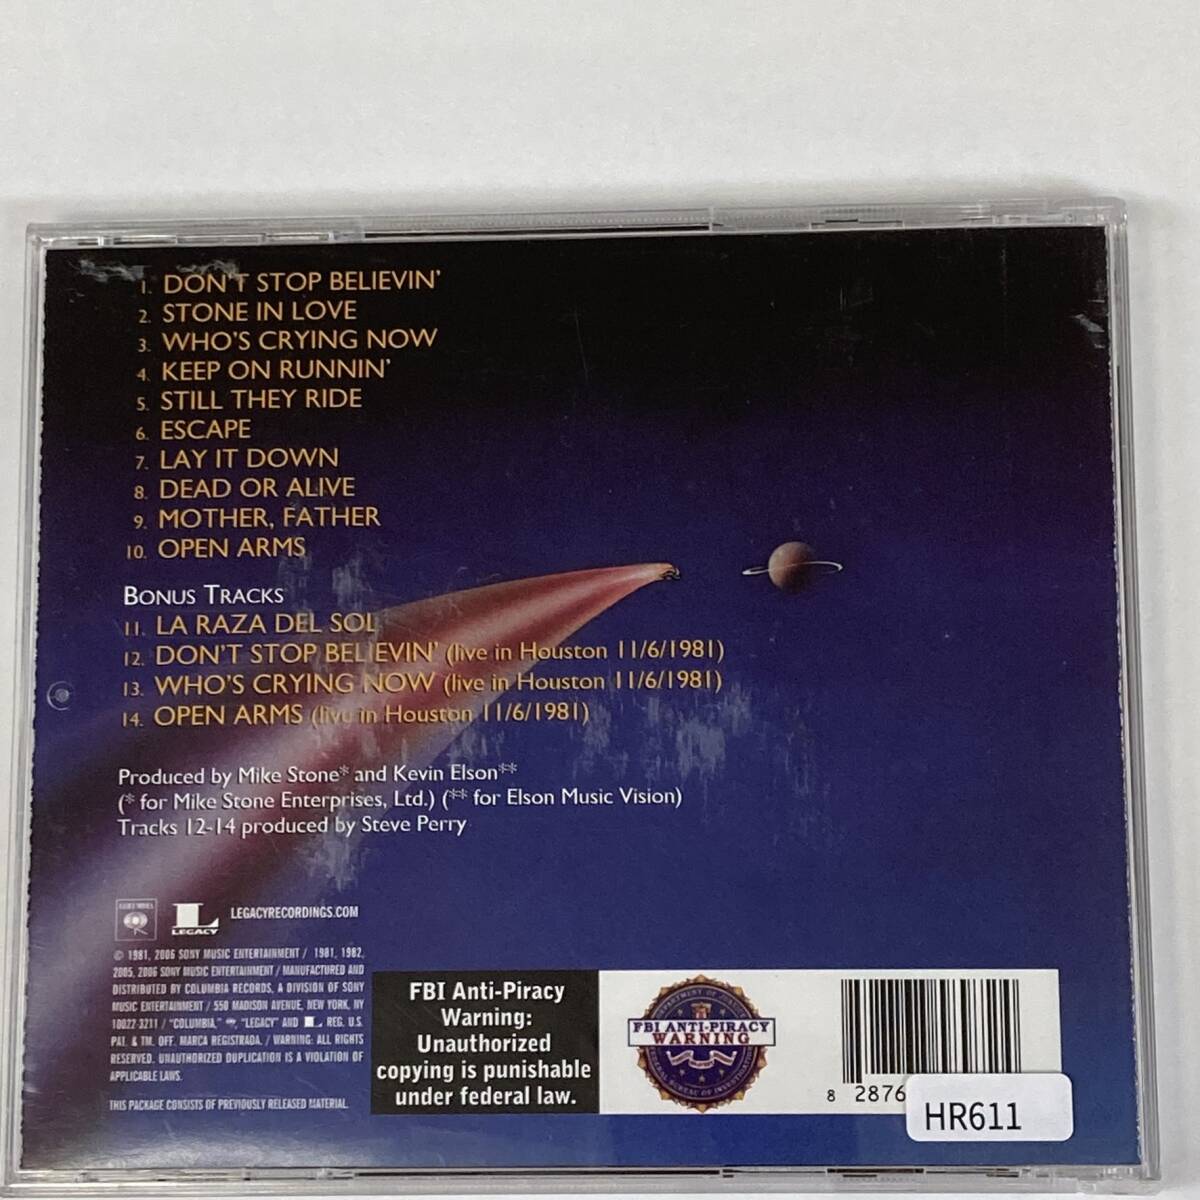 1. DON'T STOP BELIEVIN'
2. STONE IN LOVE
3. WHO'S CRYING NOW
4. KEEP ON RUNNIN'
5. STILL THEY RIDE
6. ESCAPE
7. LAY IT DOWN
8. DEAD OR ALIVE
9. MOTHER, FATHER
10. OPEN ARMS
BONUS TRACKS
11. LA RAZA DEL SOL
12. DON'T STOP BELIEVIN' (live in Houston 11/6/1981)
13. WHO'S CRYING NOW (live in Houston 11/6/1981)
14. OPEN ARMS (live in Houston 11/6/1981)
Produced by Mike Stone* and Kevin Elson**
(* for Mike Stone Enterprises, Ltd.) (** for Elson Music Vision)
Tracks 12-14 produced by Steve Perry
COLUMBIA
L
LEGACY
LEGACYRECORDINGS.COM
© 1981, 2006 SONY MUSIC ENTERTAINMENT / 1981, 1982,
2005, 2006 SONY MUSIC ENTERTAINMENT / MANUFACTURED AND
DISTRIBUTED BY COLUMBIA RECORDS, A DIVISION OF SONY
MUSIC ENTERTAINMENT / 550 MADISON AVENUE, NEW YORK, NY
10022-3211 / "COLUMBIA," "LEGACY" AND L REG. U.S.
PAT. & TM. OFF. MARCA REGISTRADA. / WARNING: ALL RIGHTS
RESERVED. UNAUTHORIZED DUPLICATION IS A VIOLATION OF
APPLICABLE LAWS.
THIS PACKAGE CONSISTS OF PREVIOUSLY RELEASED MATERIAL.
FBI Anti-Piracy
Warning:
Unauthorized
copying is punishable
under federal law.
DEPARTMENT OF JUSTICE
FBI ANTI-PIRACY
WARNING
FEDERAL BUREAU OF INVESTIGATION
8 2876
HR611